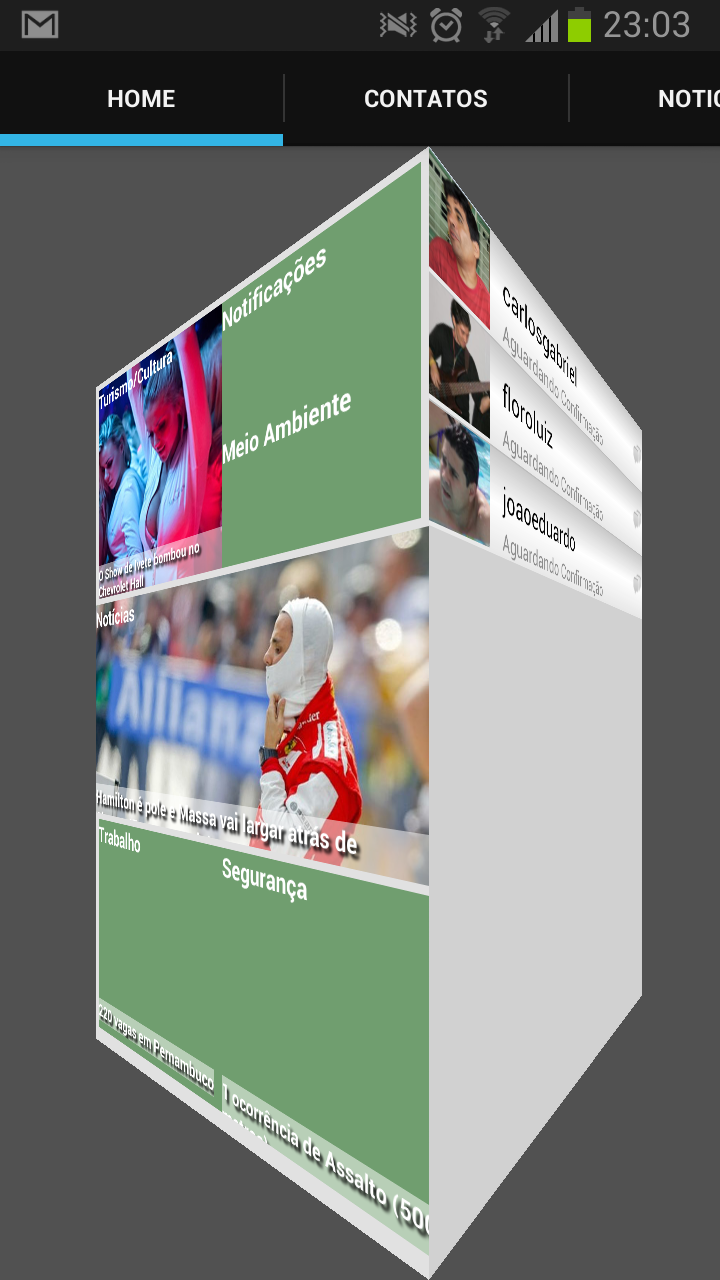 23:03
HOME
CONTATOS
NOTIC
Turismo/Cultura
O Show de Ivete bombou no
Chevrolet Hall
Notificações
Meio Ambiente
Notícias
Allianz
Hamilton é pole e Massa vai largar atrás de
Trabalho
220 vagas em Pernambuco
Segurança
1 ocorrência de Assalto (500
metros)
carlosgabriel
Aguardando Confirmação
floroluiz
Aguardando Confirmação
joaoeduardo
Aguardando Confirmação